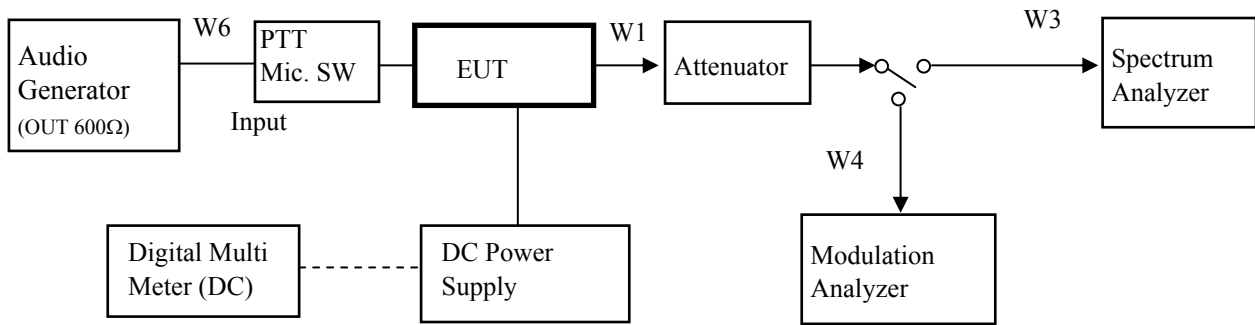 W6
Audio
Generator
(OUT 600Ω)
PTT
Mic. SW
Input
EUT
W1
Attenuator
W3
Spectrum
Analyzer
W4
Digital Multi
Meter (DC)
DC Power
Supply
Modulation
Analyzer